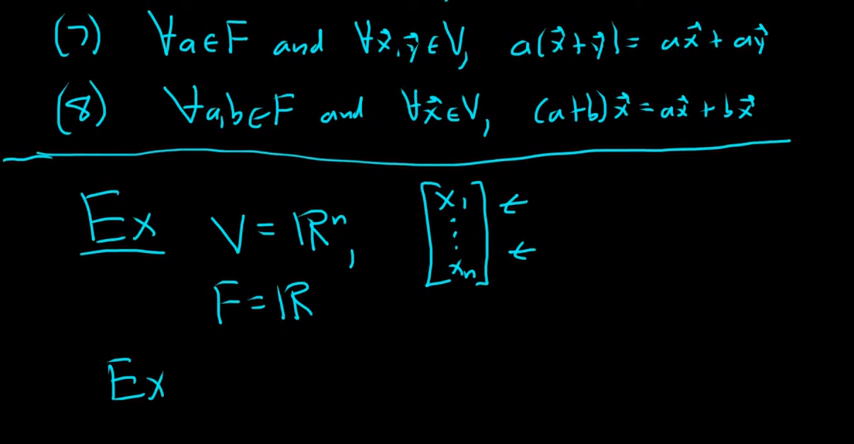 (7) ∀a∈F and ∀x⃗,y⃗∈V, a(x⃗+y⃗)=ax⃗+ay⃗
(8) ∀a,b∈F and ∀x⃗∈V, (a+b)x⃗=ax⃗+bx⃗
Ex V=ℝⁿ, [x₁ ⋮ xₙ] ← ←
F=ℝ
Ex